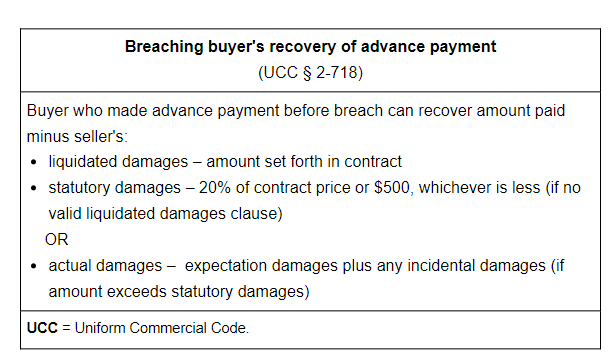 Breaching buyer's recovery of advance payment
(UCC § 2-718)
Buyer who made advance payment before breach can recover amount paid
minus seller's:
• liquidated damages – amount set forth in contract
• statutory damages – 20% of contract price or $500, whichever is less (if no
valid liquidated damages clause)
OR
• actual damages – expectation damages plus any incidental damages (if
amount exceeds statutory damages)
UCC = Uniform Commercial Code.